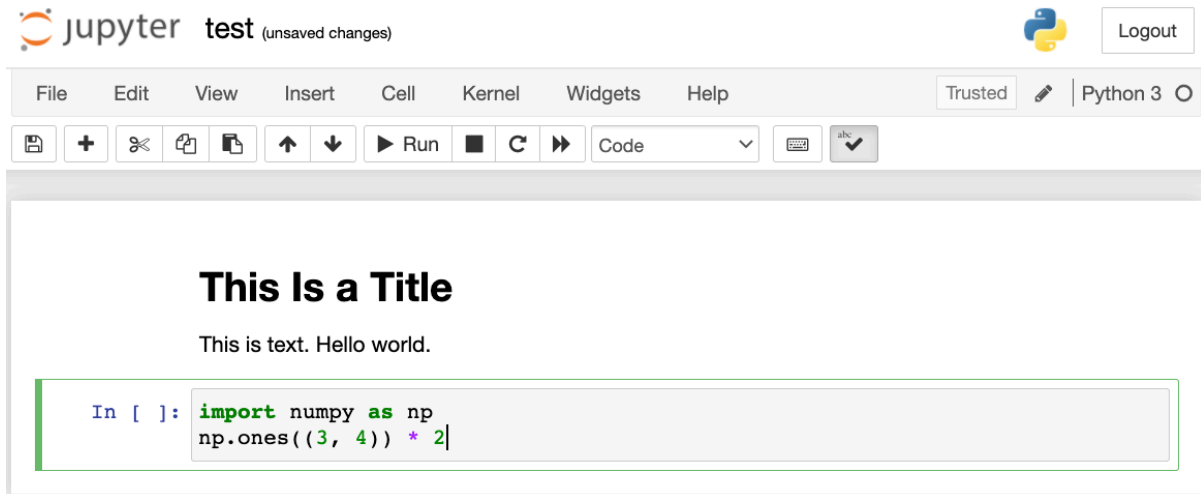 jupyter test (unsaved changes) Logout
File Edit View Insert Cell Kernel Widgets Help Trusted Python 3
Run Code abc
This Is a Title
This is text. Hello world.
In [ ]: import numpy as np
np.ones((3, 4)) * 2